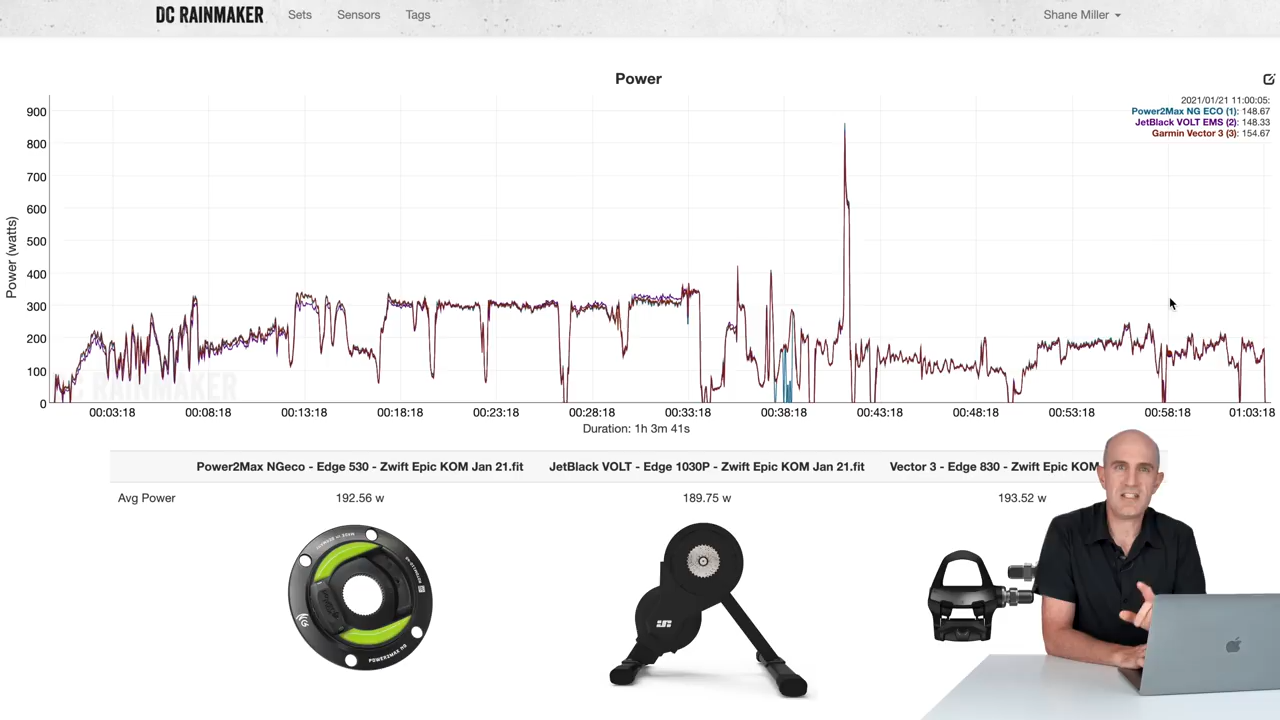 DC RAINMAKER
Sets
Sensors
Tags
Shane Miller
Power
2021/01/21 11:00:05:
Power2Max NG ECO (1): 148.67
JetBlack VOLT EMS (2): 148.33
Garmin Vector 3 (3): 154.67
Power (watts)
900
800
700
600
500
400
300
200
100
0
RAINMAKER
00:03:18 00:08:18 00:13:18 00:18:18 00:23:18 00:28:18 00:33:18 00:38:18 00:43:18 00:48:18 00:53:18 00:58:18 01:03:18
Duration: 1h 3m 41s
Power2Max NGeco - Edge 530 - Zwift Epic KOM Jan 21.fit
JetBlack VOLT - Edge 1030P - Zwift Epic KOM Jan 21.fit
Vector 3 - Edge 830 - Zwift Epic KOM
Avg Power 192.56 w 189.75 w 193.52 w
POWER2MAX NG